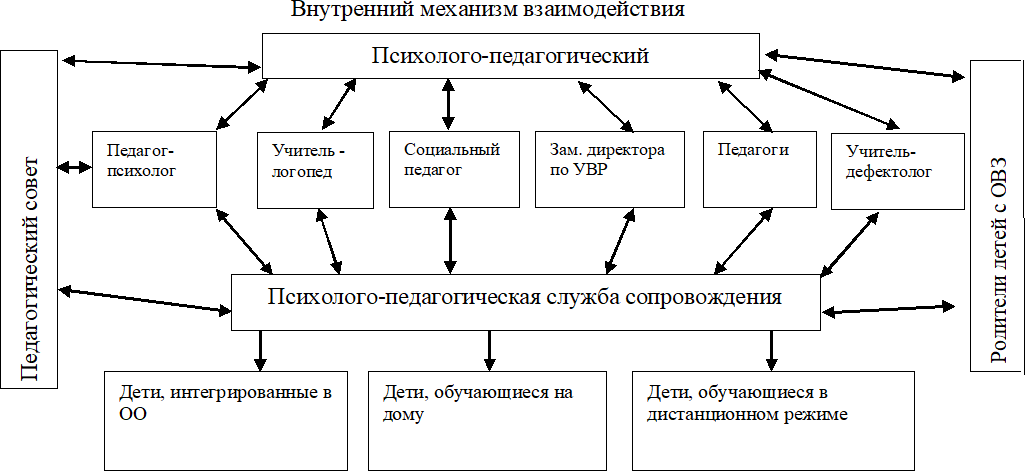 Внутренний механизм взаимодействия
Психолого-педагогический
Педагогический совет
Педагог-
психолог
Учитель -
логопед
Социальный
педагог
Зам. директора
по УВР
Педагоги
Учитель-
дефектолог
Родители детей с ОВЗ
Психолого-педагогическая служба сопровождения
Дети, интегрированные в
ОО
Дети, обучающиеся на
дому
Дети, обучающиеся в
дистанционном режиме